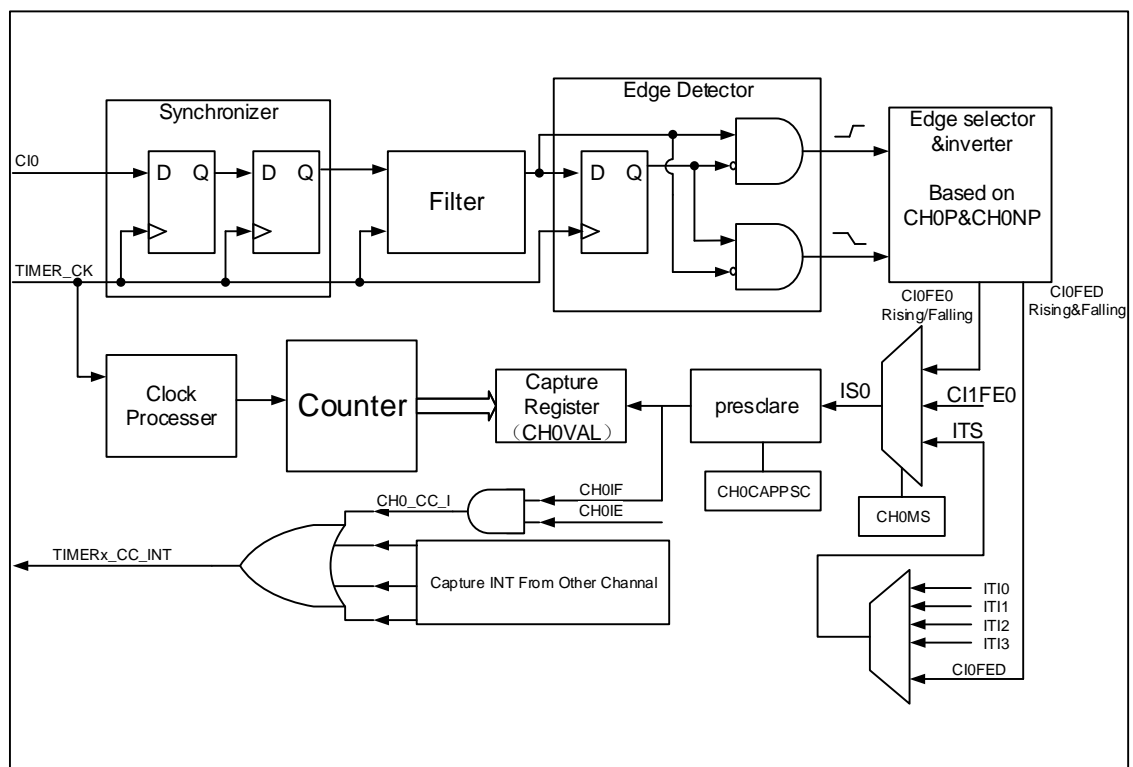 Synchronizer
Edge Detector
Edge selector
&inverter
Based on
CH0P&CH0NP
CI0
D Q
D Q
Filter
D Q
TIMER_CK
CI0FE0
Rising/Falling
CI0FED
Rising&Falling
Clock
Processer
Counter
Capture
Register
（CH0VAL）
presclare
IS0
CI1FE0
ITS
CH0CAPPSC
CH0MS
CH0_CC_I
CH0IF
CH0IE
TIMERx_CC_INT
Capture INT From Other Channel
ITI0
ITI1
ITI2
ITI3
CI0FED